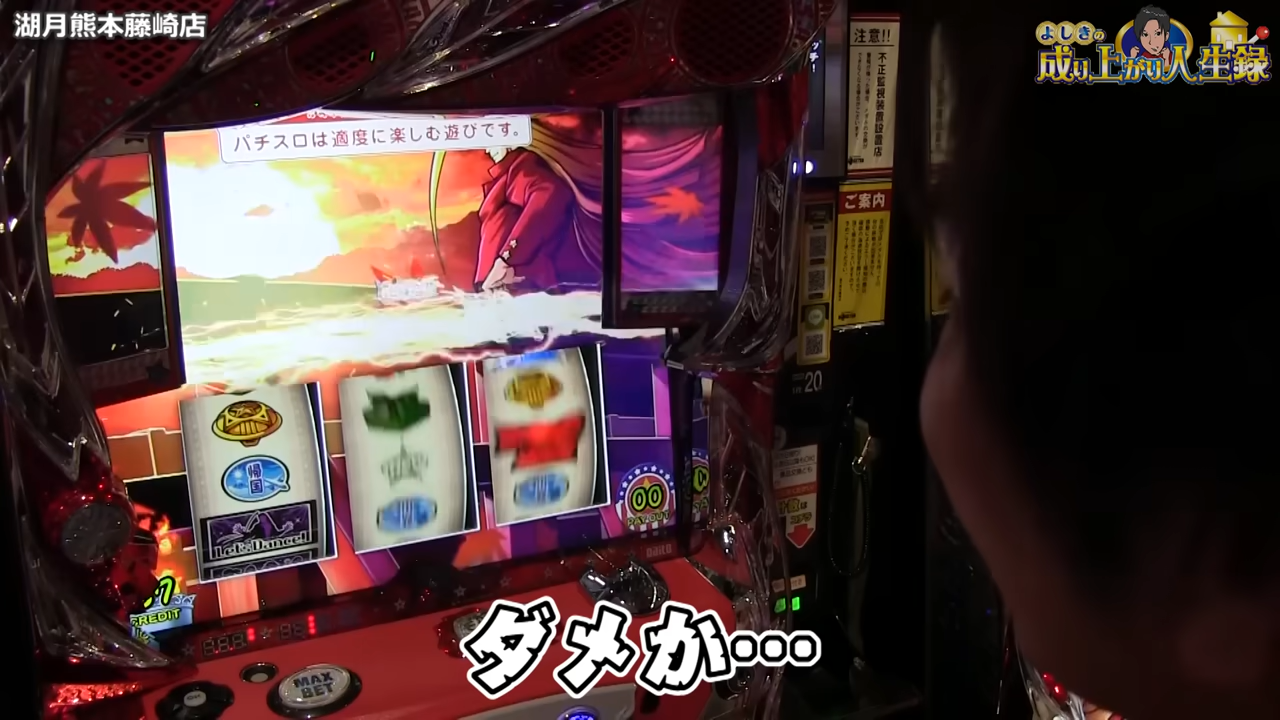 湖月熊本藤崎店
よしきの
成り上がり人生録
注意!!
不正監視装置設置店
パチスロは適度に楽しむ遊びです。
ご案内
20
帰国
Let's Dance!
00
PAYOUT
CREDIT
MAX
BET
ダメか…